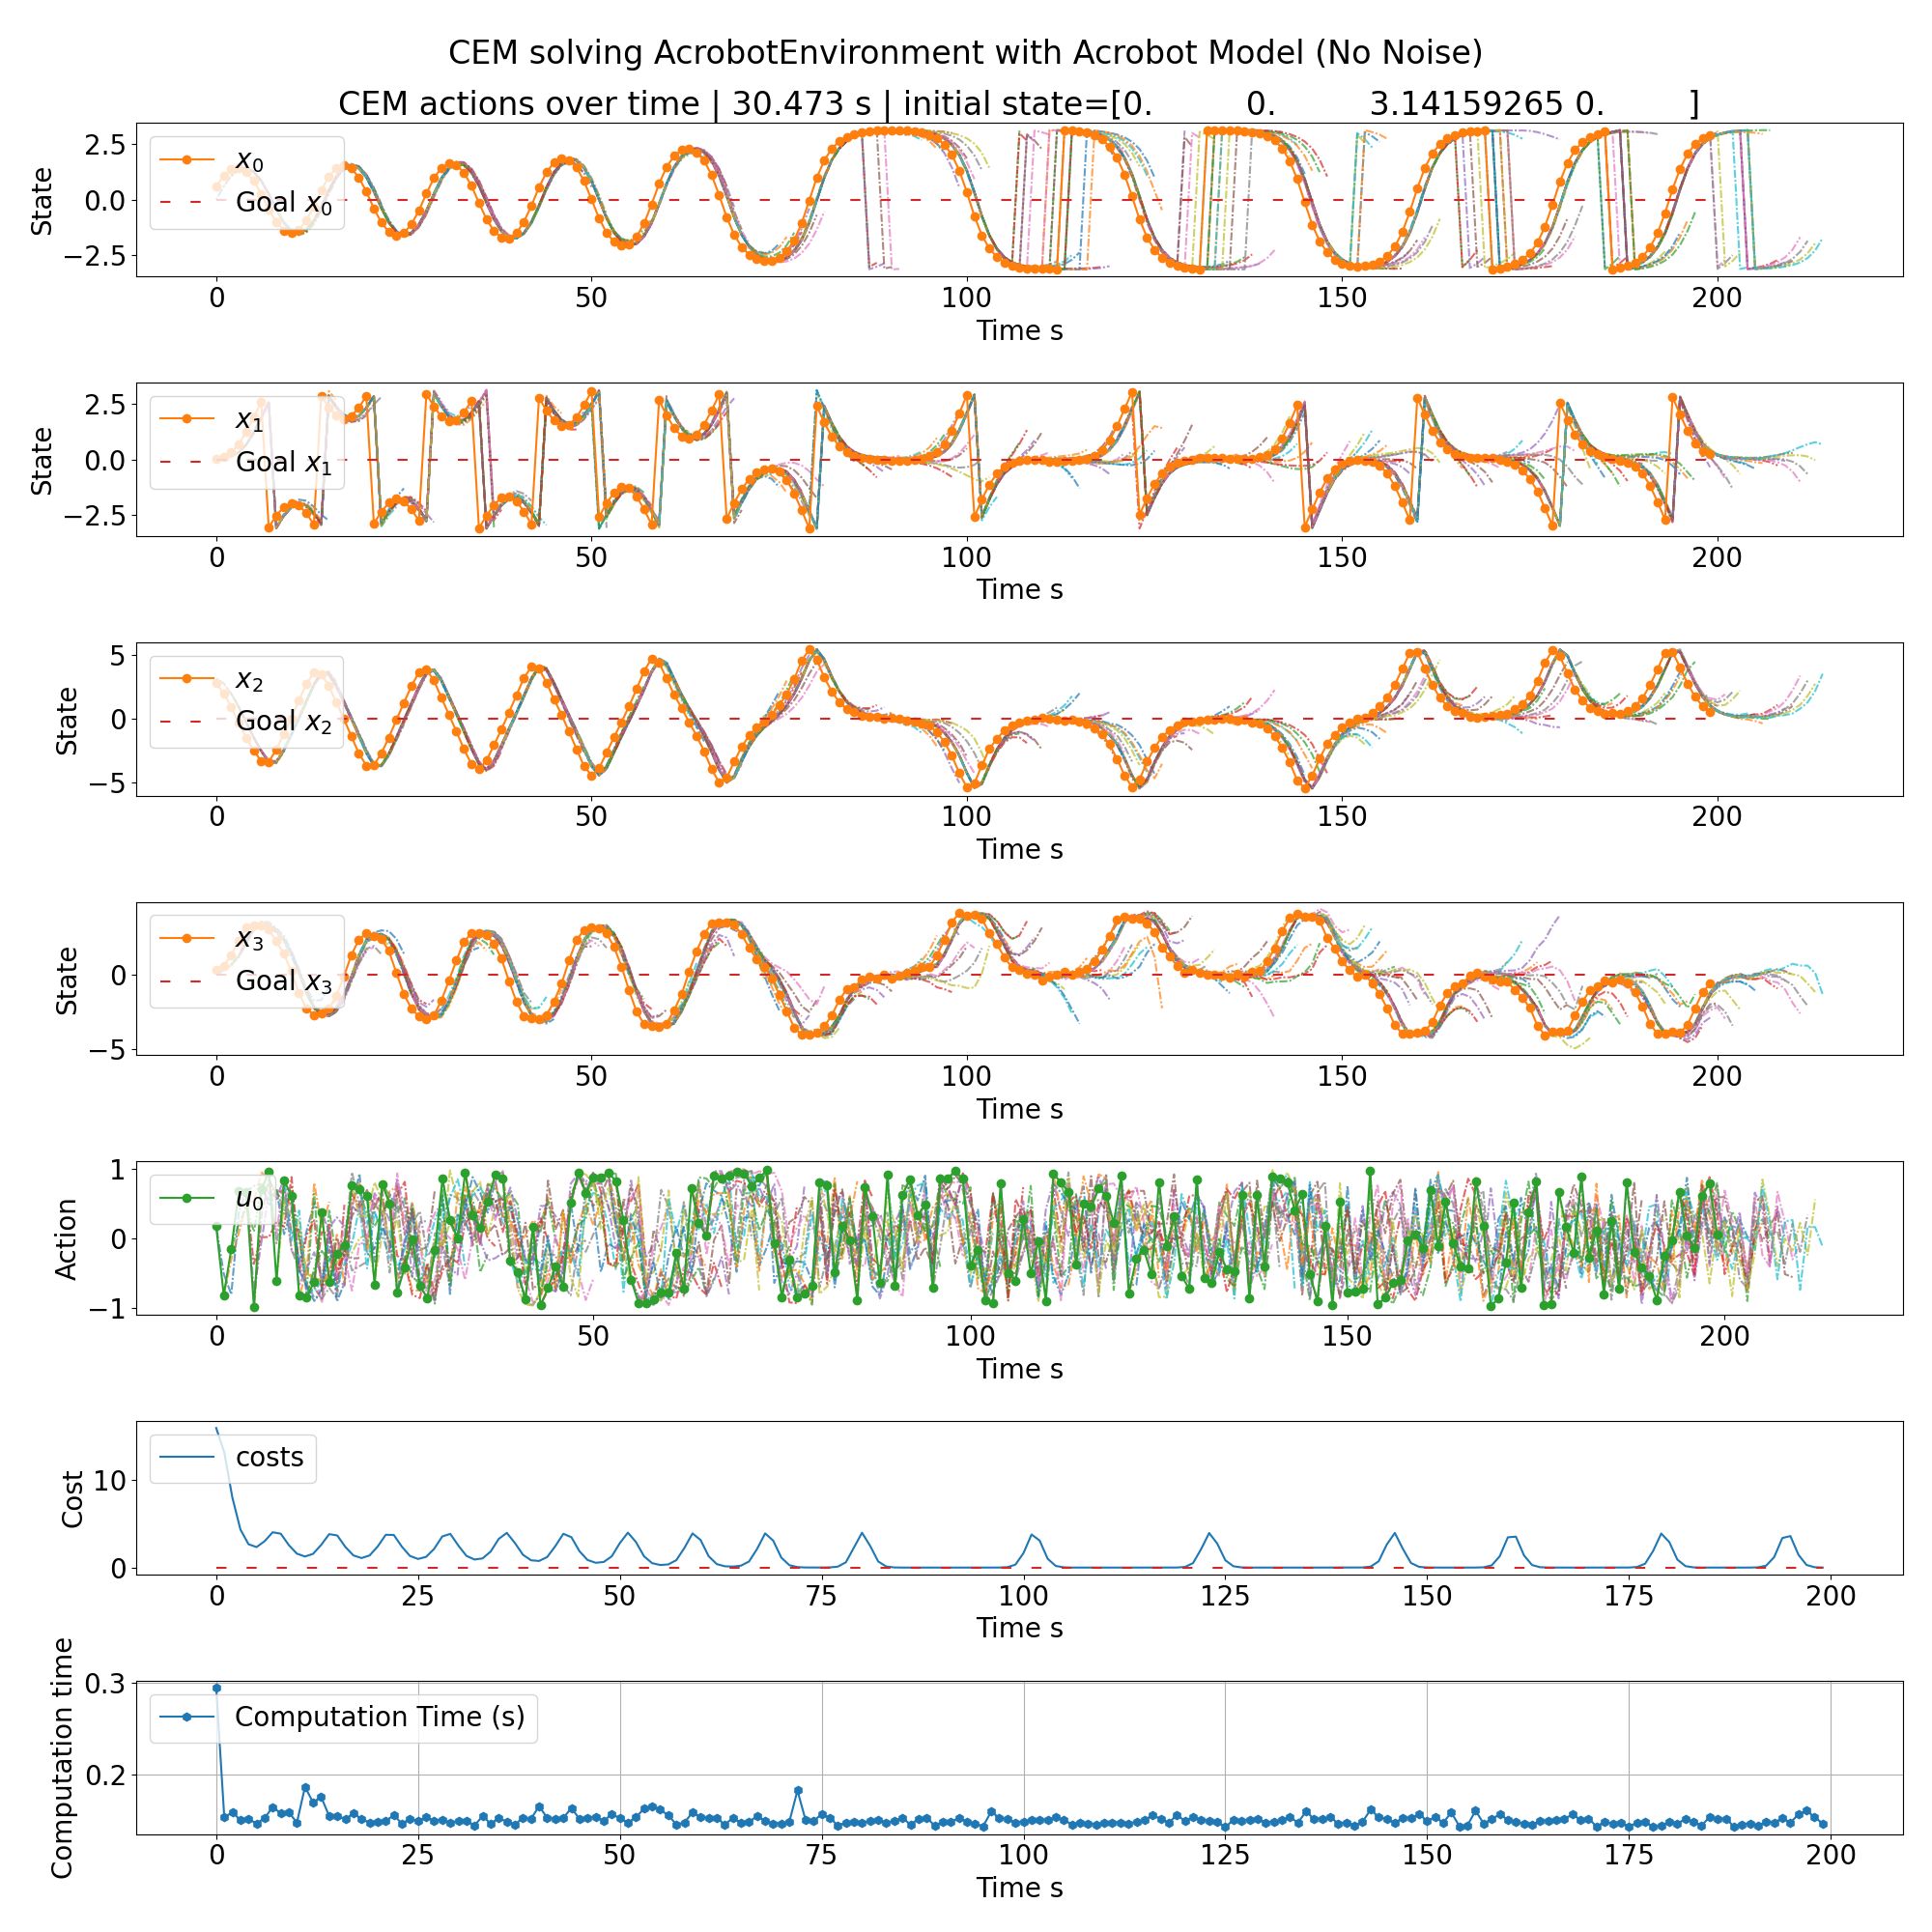 CEM solving AcrobotEnvironment with Acrobot Model (No Noise)
CEM actions over time | 30.473 s | initial state=[0. 0. 3.14159265 0. ]
State
2.5
0.0
−2.5
x0
Goal x0
0 50 100 150 200
Time s
State
2.5
0.0
−2.5
x1
Goal x1
0 50 100 150 200
Time s
State
5
0
−5
x2
Goal x2
0 50 100 150 200
Time s
State
0
−5
x3
Goal x3
0 50 100 150 200
Time s
Action
1
0
−1
u0
0 50 100 150 200
Time s
Cost
10
0
costs
0 25 50 75 100 125 150 175 200
Time s
Computation time
0.3
0.2
Computation Time (s)
0 25 50 75 100 125 150 175 200
Time s